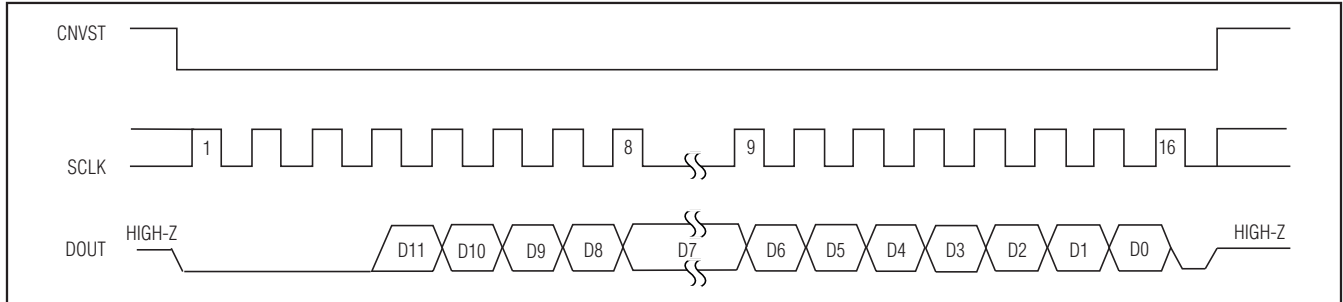 CNVST
SCLK
1
8
9
16
DOUT
HIGH-Z
D11
D10
D9
D8
D7
D6
D5
D4
D3
D2
D1
D0
HIGH-Z